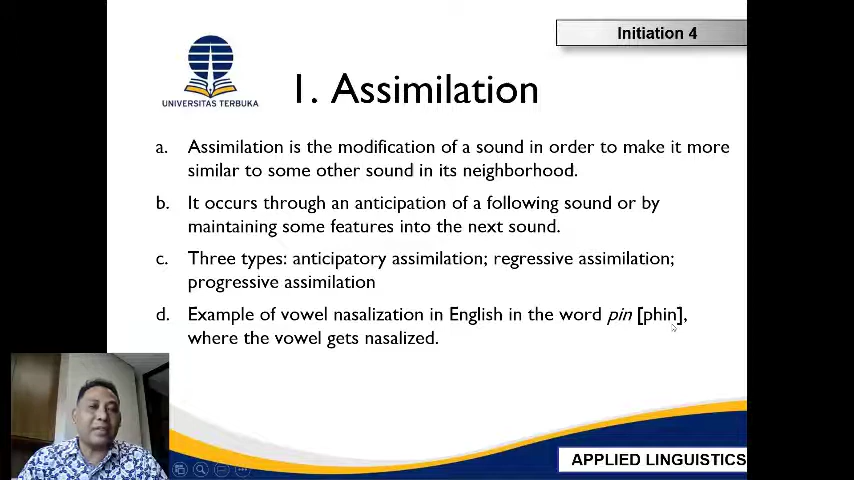 Initiation 4
UNIVERSITAS TERBUKA
1. Assimilation
a. Assimilation is the modification of a sound in order to make it more
similar to some other sound in its neighborhood.
b. It occurs through an anticipation of a following sound or by
maintaining some features into the next sound.
c. Three types: anticipatory assimilation; regressive assimilation;
progressive assimilation
d. Example of vowel nasalization in English in the word pin [phin],
where the vowel gets nasalized.
APPLIED LINGUISTICS